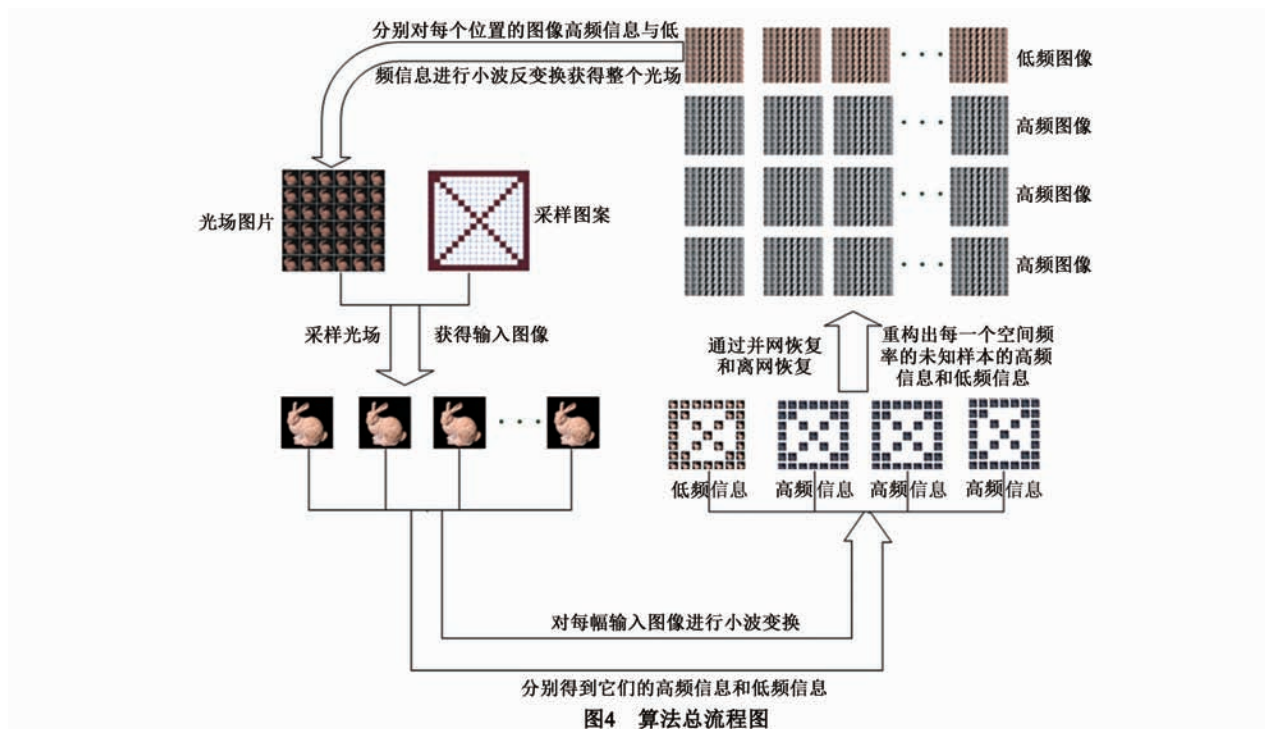 分别对每个位置的图像高频信息与低
频信息进行小波反变换获得整个光场
低频图像
高频图像
高频图像
高频图像
光场图片
采样图案
采样光场
获得输入图像
通过并网恢复
和离网恢复
重构出每一个空间频
率的未知样本的高频
信息和低频信息
低频信息
高频信息
高频信息
高频信息
对每幅输入图像进行小波变换
分别得到它们的高频信息和低频信息
图4 算法总流程图